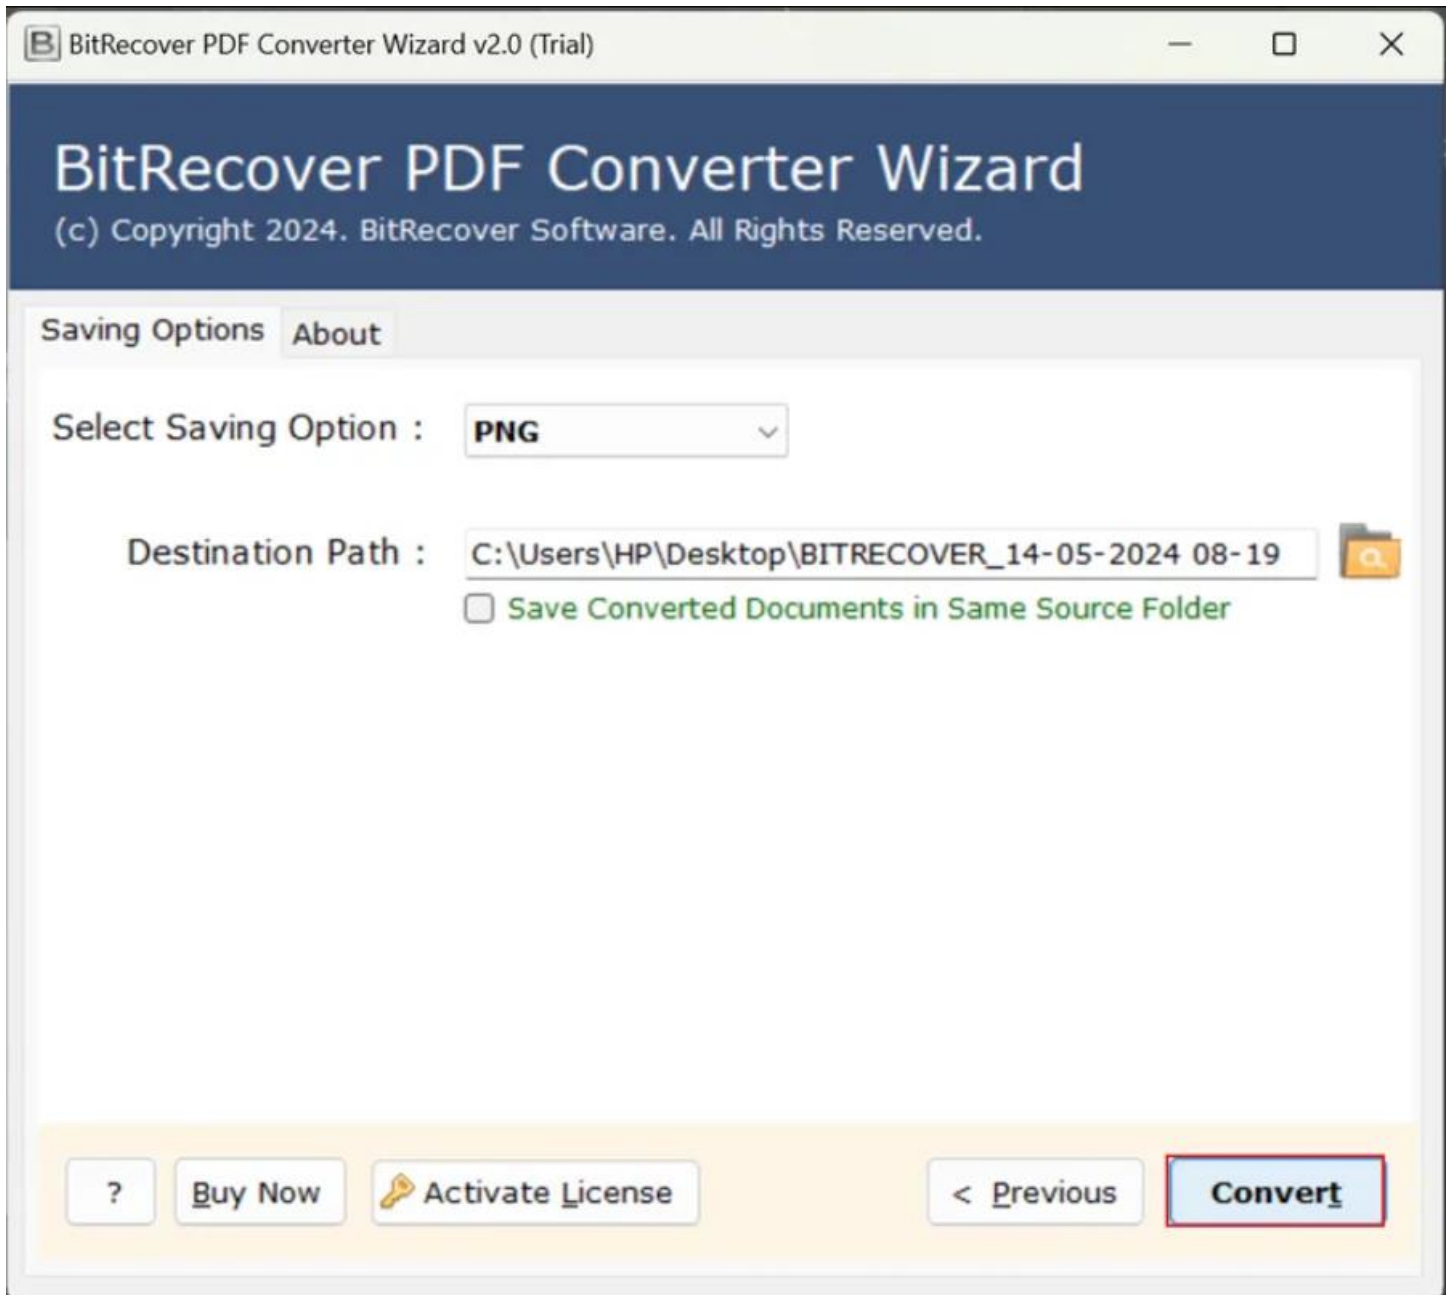 BitRecover PDF Converter Wizard v2.0 (Trial)
BitRecover PDF Converter Wizard
(c) Copyright 2024. BitRecover Software. All Rights Reserved.
Saving Options About
Select Saving Option : PNG
Destination Path : C:\Users\HP\Desktop\BITRECOVER_14-05-2024 08-19
Save Converted Documents in Same Source Folder
? Buy Now Activate License < Previous Convert